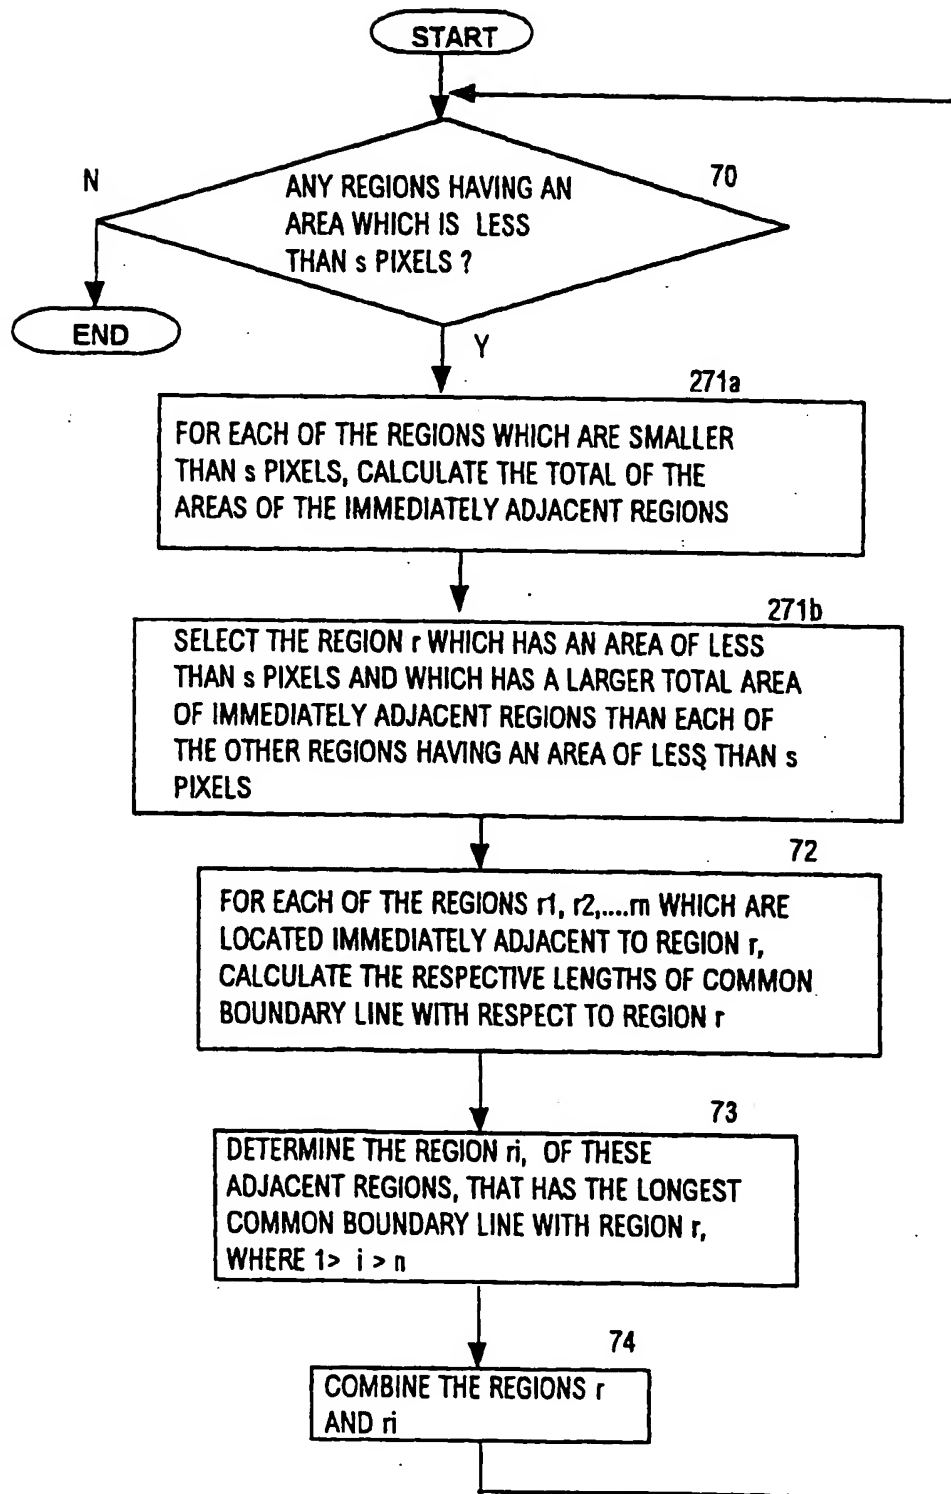 START
N
70
ANY REGIONS HAVING AN
AREA WHICH IS LESS
THAN s PIXELS ?
END
Y
271a
FOR EACH OF THE REGIONS WHICH ARE SMALLER
THAN s PIXELS, CALCULATE THE TOTAL OF THE
AREAS OF THE IMMEDIATELY ADJACENT REGIONS
271b
SELECT THE REGION r WHICH HAS AN AREA OF LESS
THAN s PIXELS AND WHICH HAS A LARGER TOTAL AREA
OF IMMEDIATELY ADJACENT REGIONS THAN EACH OF
THE OTHER REGIONS HAVING AN AREA OF LESS THAN s
PIXELS
72
FOR EACH OF THE REGIONS r1, r2,....rn WHICH ARE
LOCATED IMMEDIATELY ADJACENT TO REGION r,
CALCULATE THE RESPECTIVE LENGTHS OF COMMON
BOUNDARY LINE WITH RESPECT TO REGION r
73
DETERMINE THE REGION ri, OF THESE
ADJACENT REGIONS, THAT HAS THE LONGEST
COMMON BOUNDARY LINE WITH REGION r,
WHERE 1> i > n
74
COMBINE THE REGIONS r
AND ri